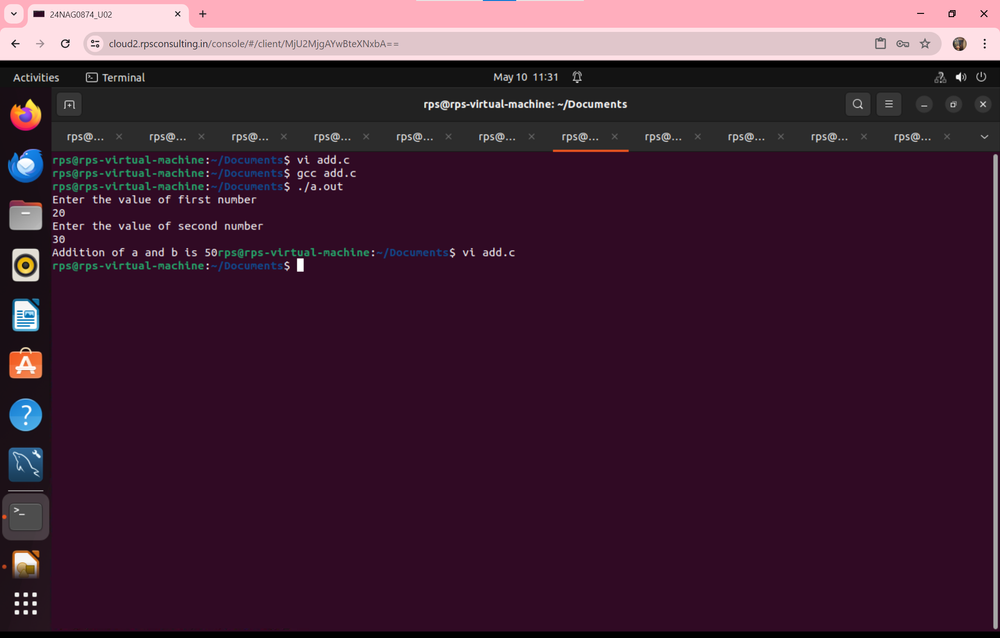 24NAG0874_U02
cloud2.rpsconsulting.in/console/#/client/MjU2MjgAYwBteXNxbA==
Activities Terminal May 10 11:31
rps@rps-virtual-machine: ~/Documents
rps@... rps@... rps@... rps@... rps@... rps@... rps@... rps@... rps@... rps@... rps@...
rps@rps-virtual-machine:~/Documents$ vi add.c
rps@rps-virtual-machine:~/Documents$ gcc add.c
rps@rps-virtual-machine:~/Documents$ ./a.out
Enter the value of first number
20
Enter the value of second number
30
Addition of a and b is 50rps@rps-virtual-machine:~/Documents$ vi add.c
rps@rps-virtual-machine:~/Documents$